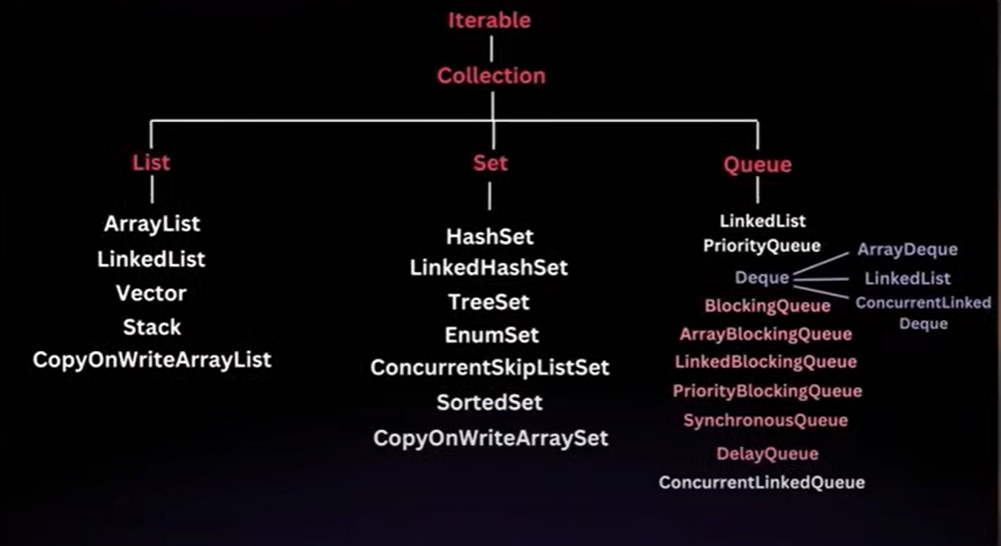 Iterable
Collection
List
Set
Queue
ArrayList
LinkedList
Vector
Stack
CopyOnWriteArrayList
HashSet
LinkedHashSet
TreeSet
EnumSet
ConcurrentSkipListSet
SortedSet
CopyOnWriteArraySet
LinkedList
PriorityQueue
Deque
ArrayDeque
LinkedList
ConcurrentLinked
Deque
BlockingQueue
ArrayBlockingQueue
LinkedBlockingQueue
PriorityBlockingQueue
SynchronousQueue
DelayQueue
ConcurrentLinkedQueue